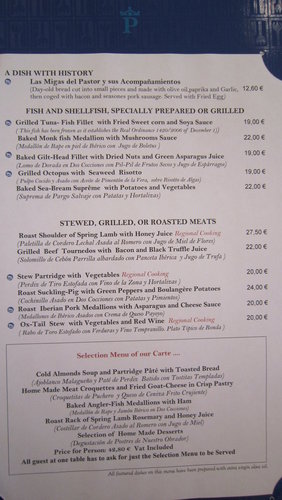 P
A DISH WITH HISTORY
Las Migas del Pastor y sus Acompañamientos
(Day-old bread cut into small pieces and made with olive oil,paprika and Garlic, 12,60 €
then coged with bacon and seasones pork sausage. Served with Fried Egg)
FISH AND SHELLFISH, SPECIALLY PREPARED OR GRILLED
Grilled Tuna- Fish Fillet with Fried Sweet corn and Soya Sauce 19,00 €
( This fish has been frozen as it establishes the Real Ordinance 1420/2006 of December 1)
Baked Monk fish Medallion with Mushrooms Sauce 22,00 €
(Medallón de Rape en piel de Ibérico con Jugo de Boletus )
Baked Gilt-Head Fillet with Dried Nuts and Green Asparagus Juice 19,00 €
(Lomo de Dorada en Dos Cocciones con Pil-Pil de Frutos Secos y Jugo de Espárragos)
Grilled Octopus with Seaweed Risotto 19,00 €
( Pulpo Cocido y Asado con Aceite de Pimentón de la Vera, sobre Risotto de Algas)
Baked Sea-Bream Suprême with Potatoes and Vegetables 22,00 €
(Suprema de Pargo Salvaje con Patatas y Hortalizas)
STEWED, GRILLED, OR ROASTED MEATS
Roast Shoulder of Spring Lamb with Honey Juice Regional Cooking 27,50 €
(Paletilla de Cordero Lechal Asada al Romero con Jugo de Miel de Flores)
Grilled Beef Tournedos with Bacon and Black Truffle Juice 22,00 €
(Solomillo de Cebón Parrilla albardado con Panceta Ibérica y Jugo de Trufa )
Stew Partridge with Vegetables Regional Cooking 20,00 €
(Perdiz de Tiro Estofada con Vino de la Zona y Hortalizas)
Roast Suckling-Pig with Green Peppers and Boulangère Potatoes 24,00 €
(Cochinillo Asado en Dos Cocciones con Patatas y Pimientos)
Roast Iberian Pork Medallions with Asparagus and Cheese Sauce 20,00 €
(Medallones de Ibérico Asados con Crema de Queso Payoyo)
Ox-Tail Stew with Vegetables and Red Wine Regional Cooking 20,00 €
( Rabo de Toro Estofado con Verduras y Vino Tempranillo. Plato Típico de Ronda )
Selection Menu of our Carte ....
Cold Almonds Soup and Partridge Pâté with Toasted Bread
(Ajoblanco Malagueño y Paté de Perdiz Benok con Tostitas Templadas)
Home Made Meat Croquettes and Fried Goat-Cheese in Crisp Pastry
(Croquetitas de Puchero y Queso de Cabra Frito Crujiente)
Baked Angler-Fish Medallions with Ham
(Medallón de Rape y Jamón Ibérico en Dos Cocciones)
Roast Rack of Spring Lamb Rosemary and Honey Juice
(Costillar de Cordero Asado al Romero con Jugo de Miel)
Selection of Home Made Desserts
(Degustación de Postres de Nuestro Obrador)
Price for Person: 42,80 € Vat Included
All guest at one table has to ask for just the Selection Menu to be Served
All featured dishes on this menu have been prepared with extra virgin olive oil.